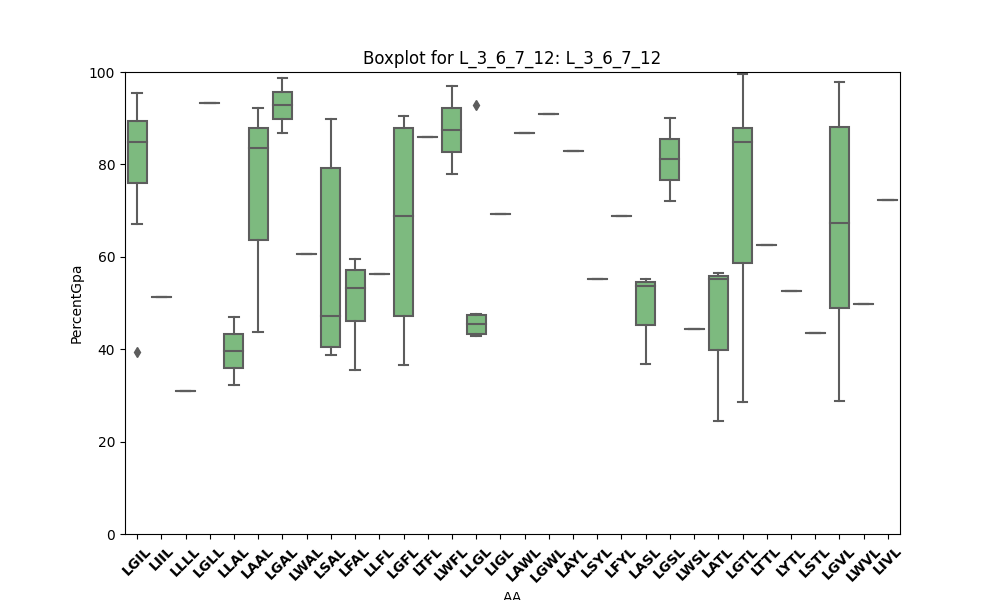 Boxplot for L_3_6_7_12: L_3_6_7_12
PercentGpa
100
80
60
40
20
0
LGIL LIIL LLLL LGLL LLAL LAAL LGAL LWAL LSAL LFAL LLFL LGFL LTFL LWFL LLGL LIGL LAWL LGWL LAYL LSYL LFYL LASL LGSL LWSL LATL LGTL LTTL LYTL LSTL LGVL LWVL LIVL
AA